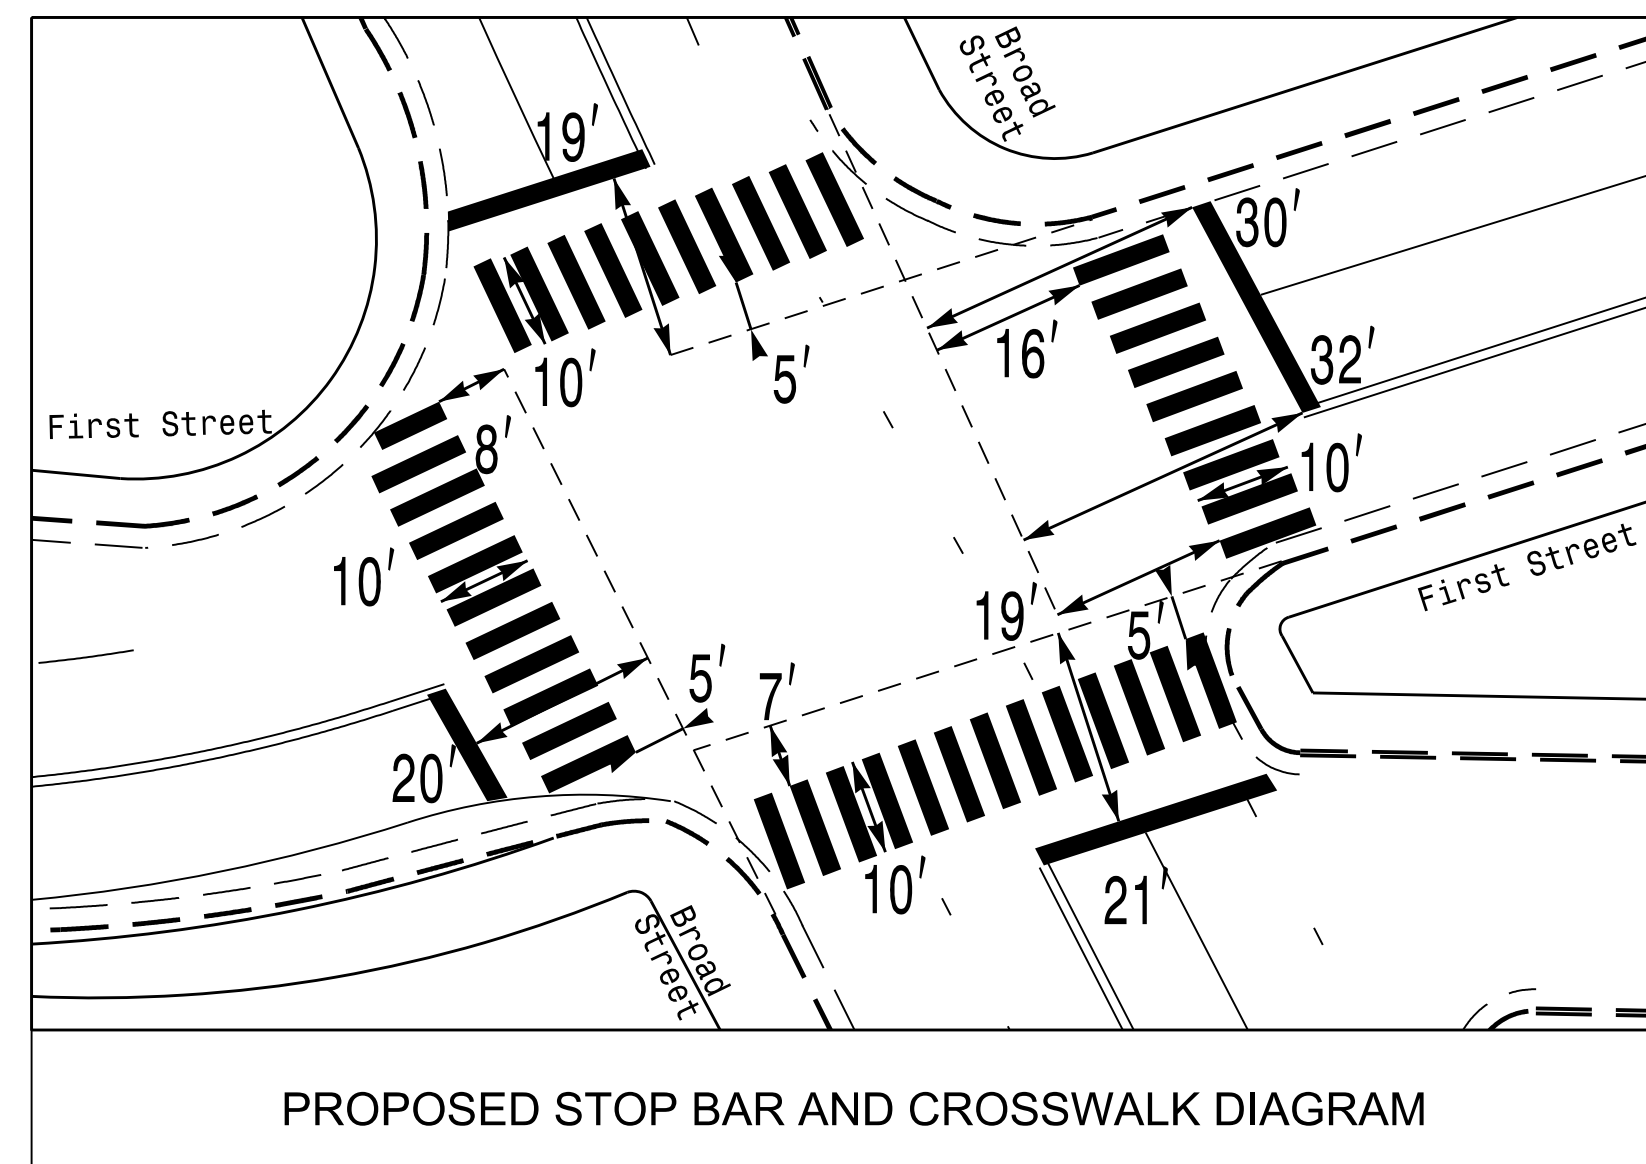 Broad
Street
19′
30′
16′
32′
10′
5′
First Street
8′
10′
10′
First Street
19′
5′
5′
7′
20′
10′
21′
Broad
Street
PROPOSED STOP BAR AND CROSSWALK DIAGRAM